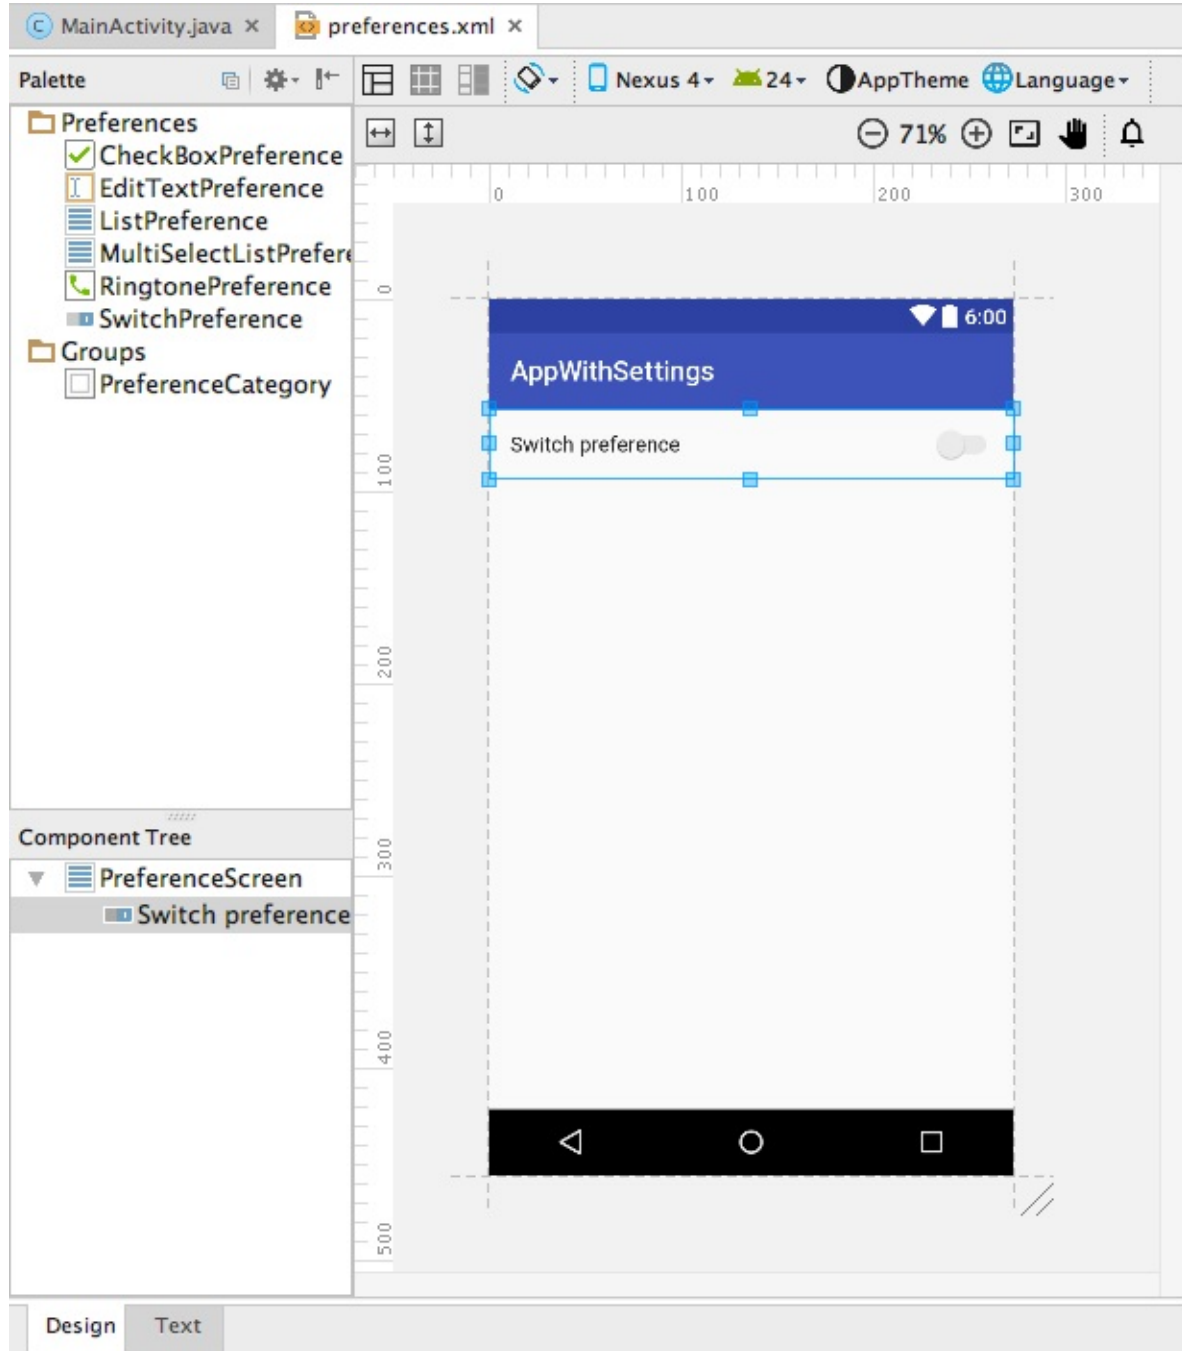 MainActivity.java
preferences.xml
Palette
Nexus 4
24
AppTheme
Language
71%
Preferences
CheckBoxPreference
EditTextPreference
ListPreference
MultiSelectListPrefere
RingtonePreference
SwitchPreference
Groups
PreferenceCategory
0 100 200 300
0
100
200
300
400
500
6:00
AppWithSettings
Switch preference
Component Tree
PreferenceScreen
Switch preference
Design
Text